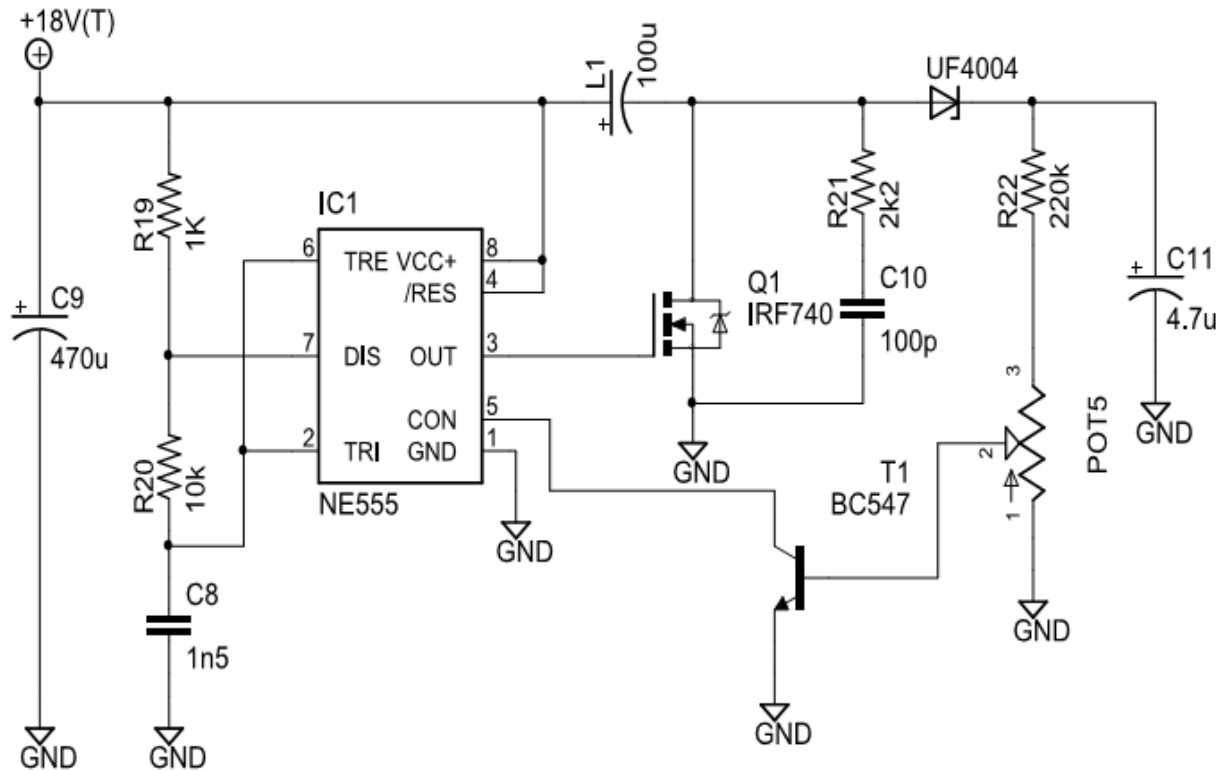 +18V(T)
L1
100u
UF4004
R19
1K
IC1
6
TRE
VCC+
8
/RES
4
7
DIS
OUT
3
CON
5
2
TRI
GND
1
NE555
GND
C9
470u
+
R20
10k
C8
1n5
GND
GND
+
Q1
IRF740
GND
R21
2k2
C10
100p
R22
220k
+
C11
4.7u
GND
3
2
1
POT5
GND
T1
BC547
GND